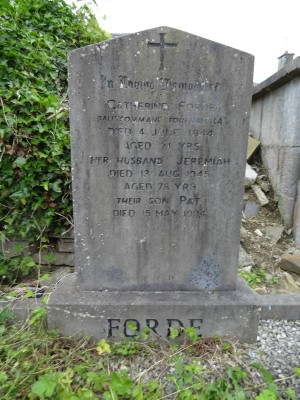 In Loving Memory of
CATHERINE FORDE
DIED 4 JUNE 1944
AGED 71 YRS
HER HUSBAND JEREMIAH
DIED 13 AUG 1945
AGED 78 YRS
THEIR SON PAT
DIED 15 MAY
FORDE